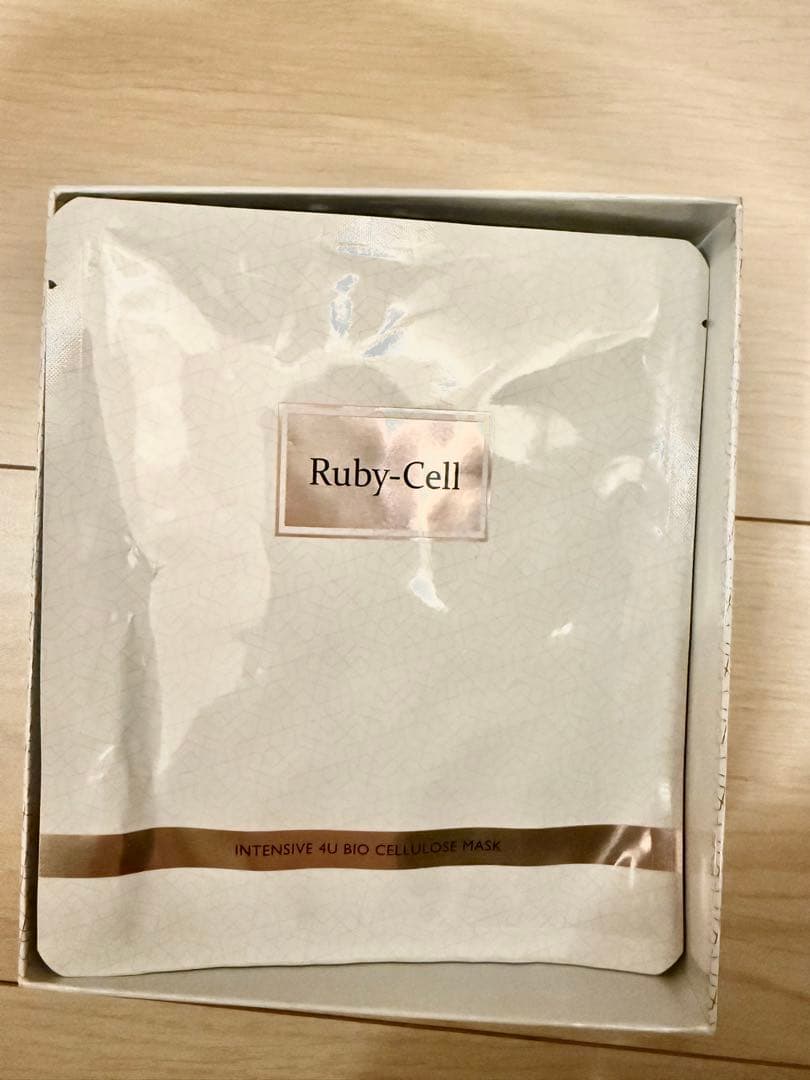 Ruby-Cell
INTENSIVE 4U BIO CELLULOSE MASK